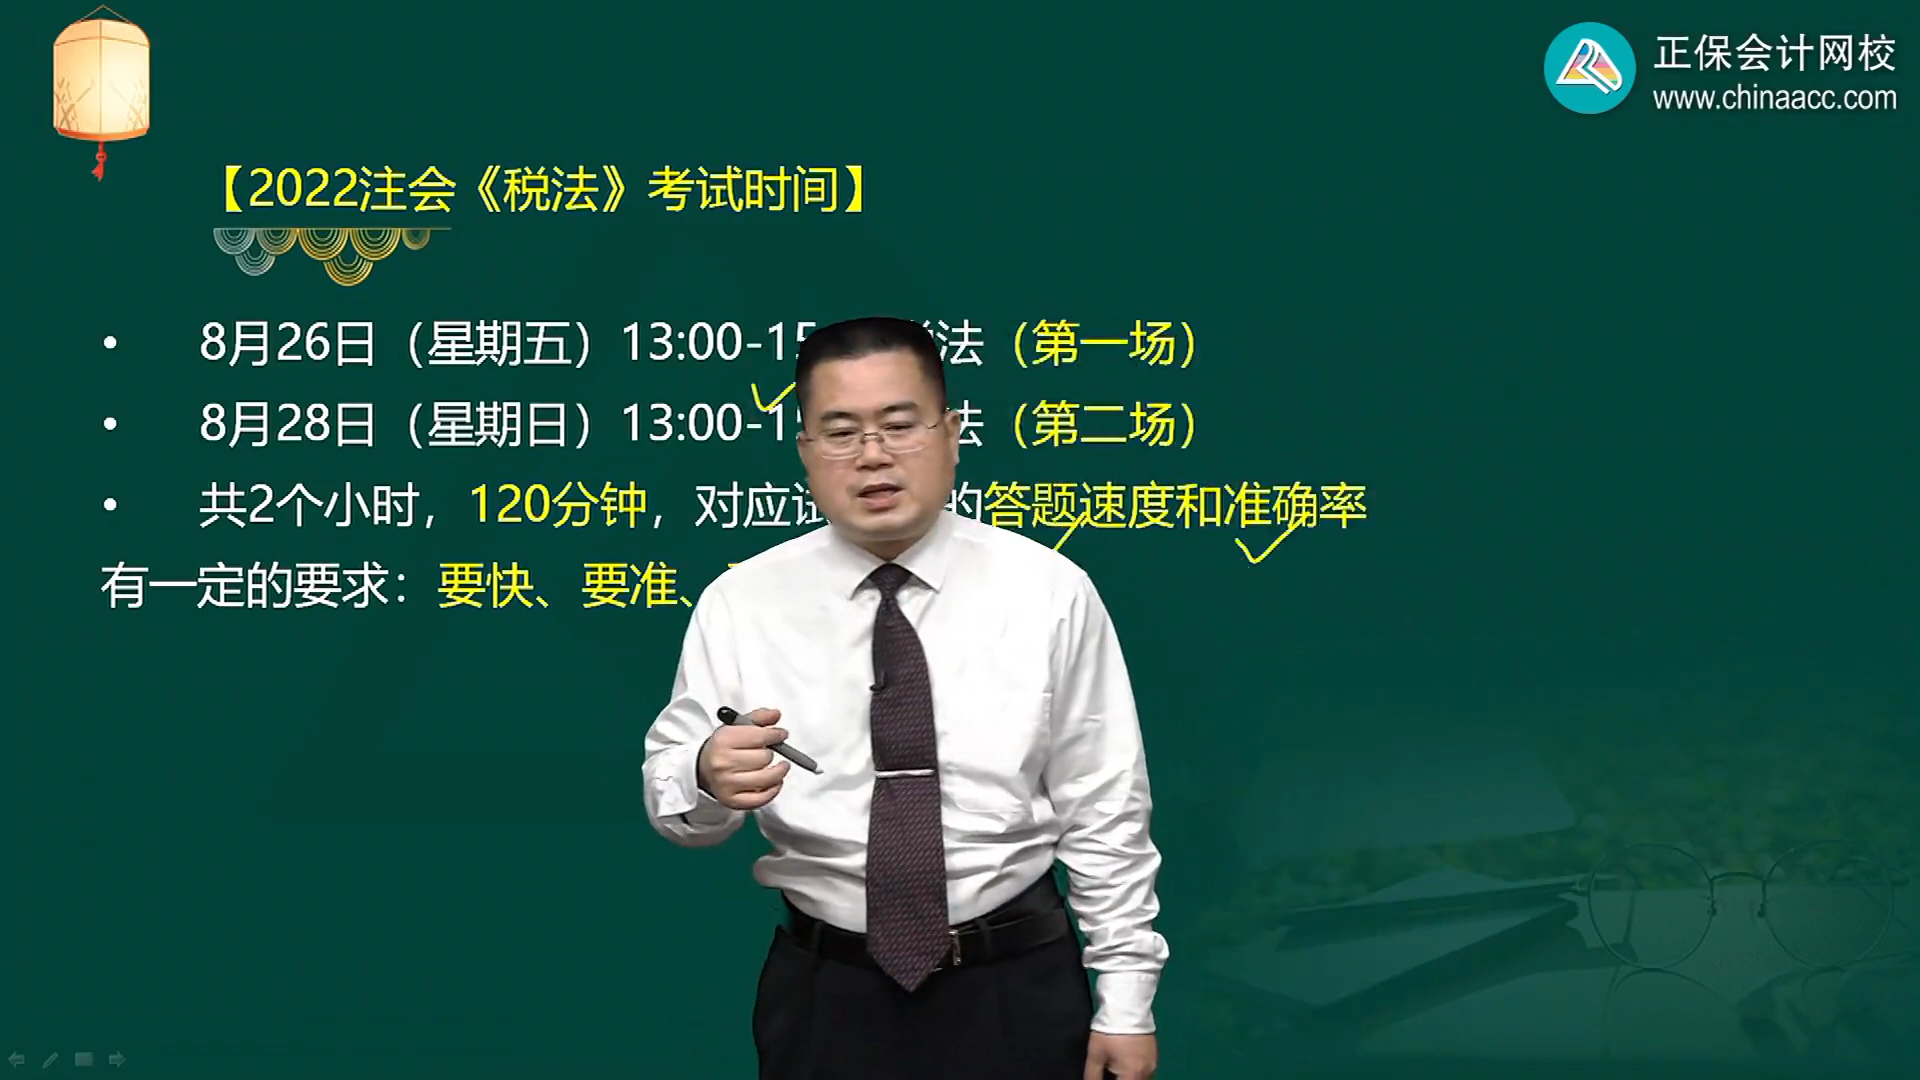 正保会计网校
www.chinaacc.com
【2022注会《税法》考试时间】
• 8月26日（星期五）13:00-15 法（第一场）
• 8月28日（星期日）13:00-1 法（第二场）
• 共2个小时，120分钟，对应试 的答题速度和准确率
有一定的要求：要快、要准、